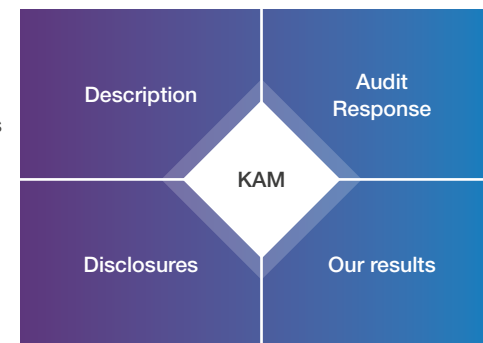 Description
Audit
Response
s
KAM
Disclosures
Our results